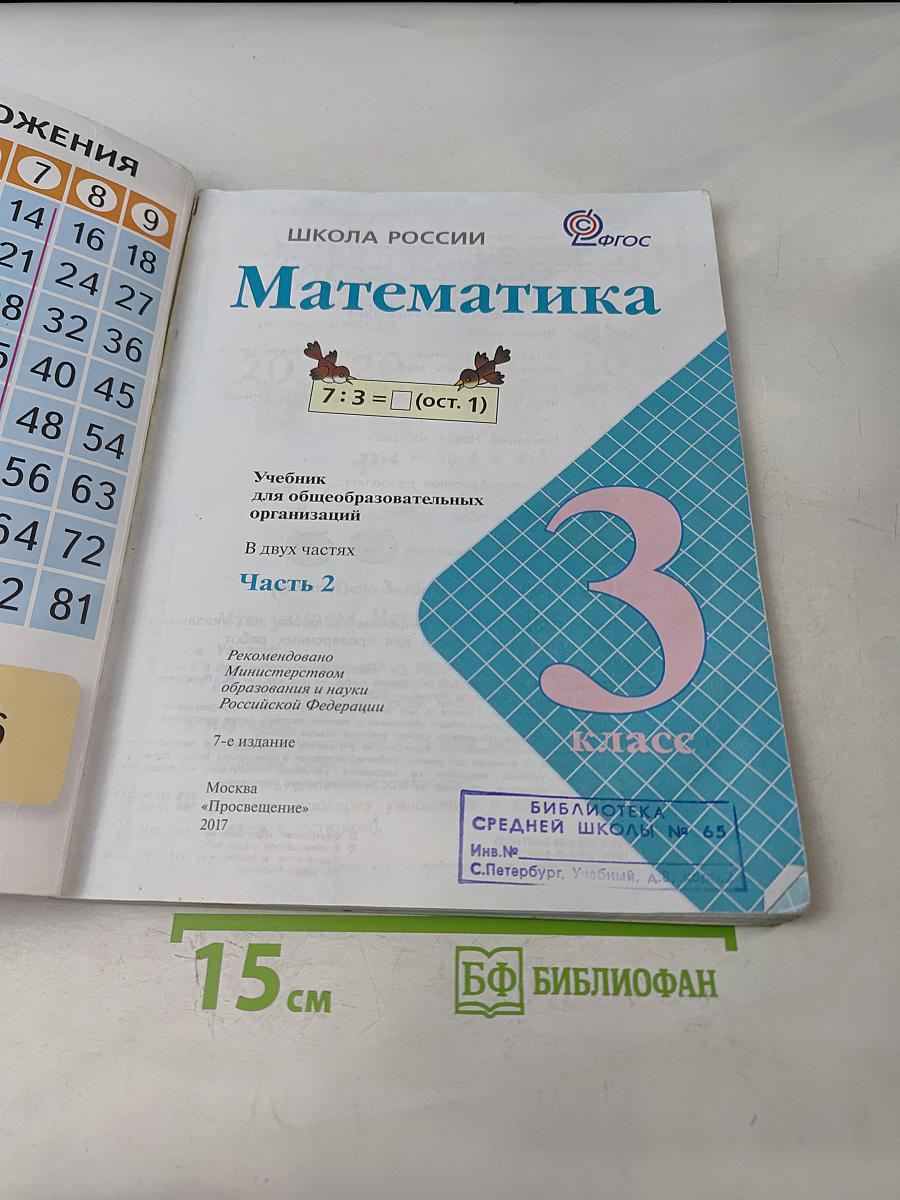 ОЖЕНИЯ
7 8 9
14 16 18
21 24 27
8 32 36
5 40 45
48 54
56 63
64 72
2 81
6
ШКОЛА РОССИИ
ФГОС
Математика
7 : 3 = (ост. 1)
Учебник
для общеобразовательных
организаций
В двух частях
Часть 2
Рекомендовано
Министерством
образования и науки
Российской Федерации
7-е издание
Москва
«Просвещение»
2017
3
класс
БИБЛИОТЕКА
СРЕДНЕЙ ШКОЛЫ № 65
Инв.№
С.Петербург, Учебный, д.8,
15 см
БФ БИБЛИОФАН